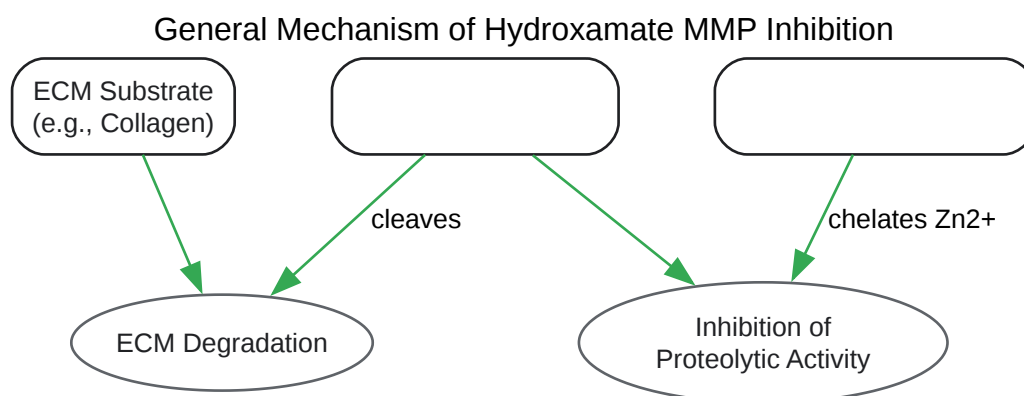 General Mechanism of Hydroxamate MMP Inhibition
ECM Substrate
(e.g., Collagen)
cleaves
chelates Zn2+
ECM Degradation
Inhibition of
Proteolytic Activity